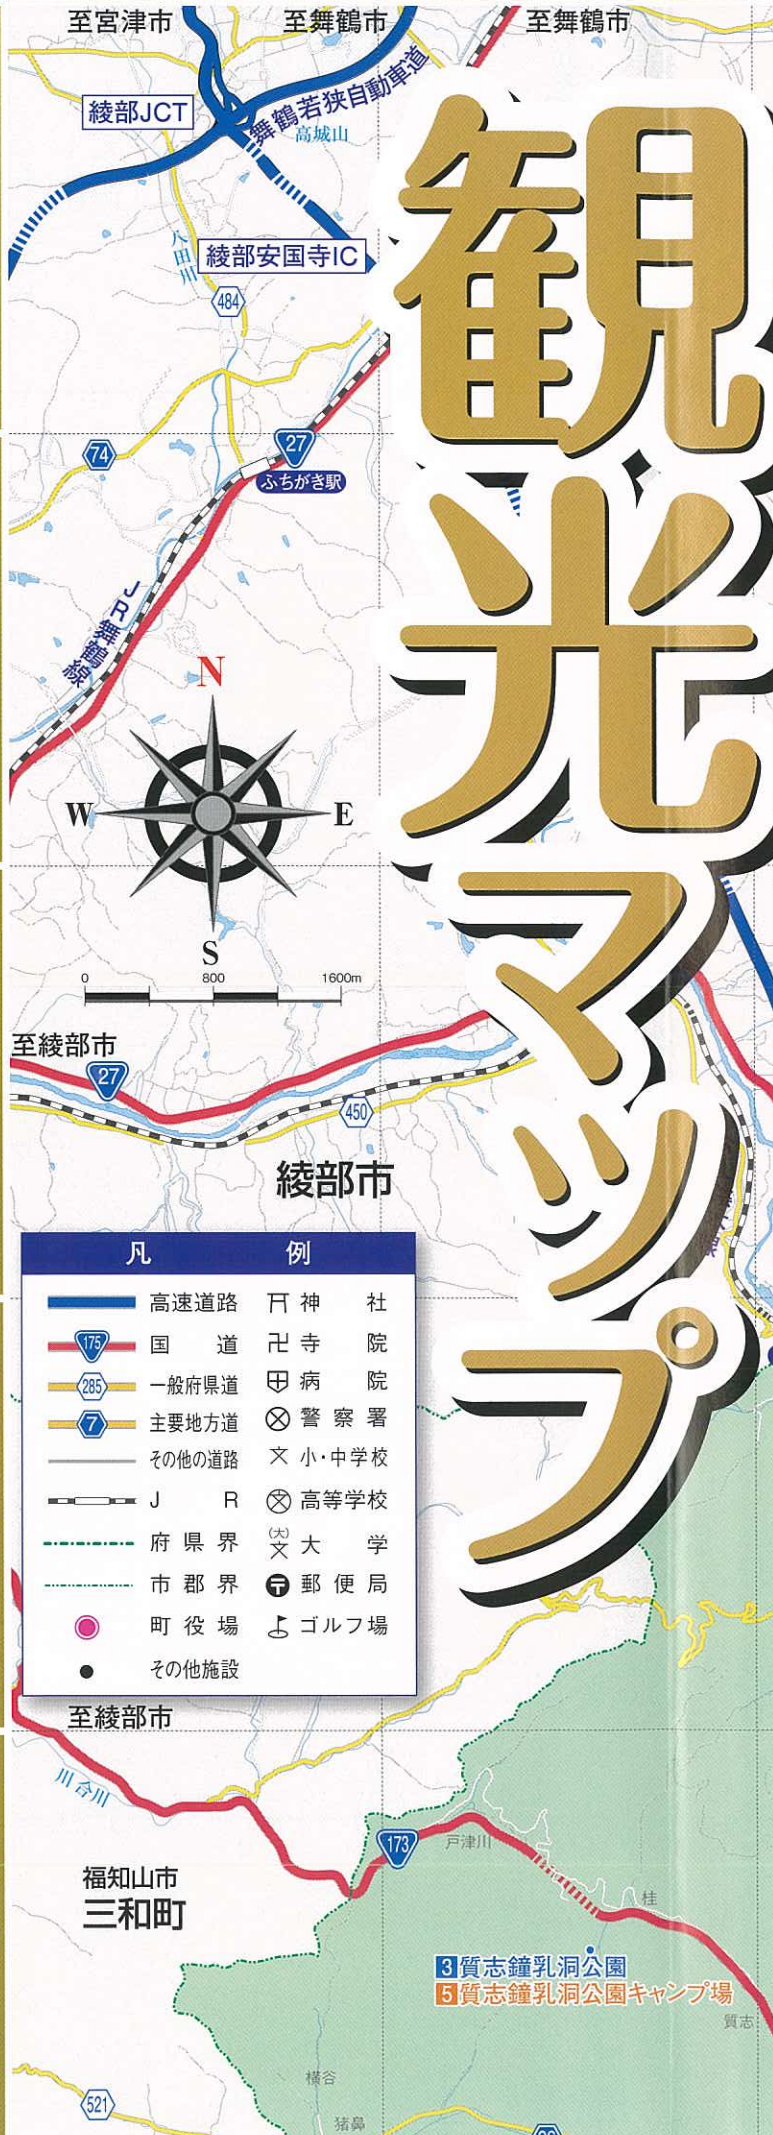 至宮津市
至舞鶴市
至舞鶴市
綾部JCT
舞鶴若狭自動車道
高城山
八田川
綾部安国寺IC
484
観光マップ
74
27
ふちがき駅
JR舞鶴線
N
W
E
S
0 800 1600m
至綾部市
27
450
綾部市
凡例
高速道路
175 国道
285 一般府県道
7 主要地方道
その他の道路
JR
府県界
市郡界
町役場
その他施設
神社
寺院
病院
警察署
文 小・中学校
文 高等学校
(大)文 大学
郵便局
ゴルフ場
至綾部市
川合川
173
戸津川
福知山市
三和町
桂
3 質志鐘乳洞公園
5 質志鐘乳洞公園キャンプ場
質志
横谷
521
猪鼻